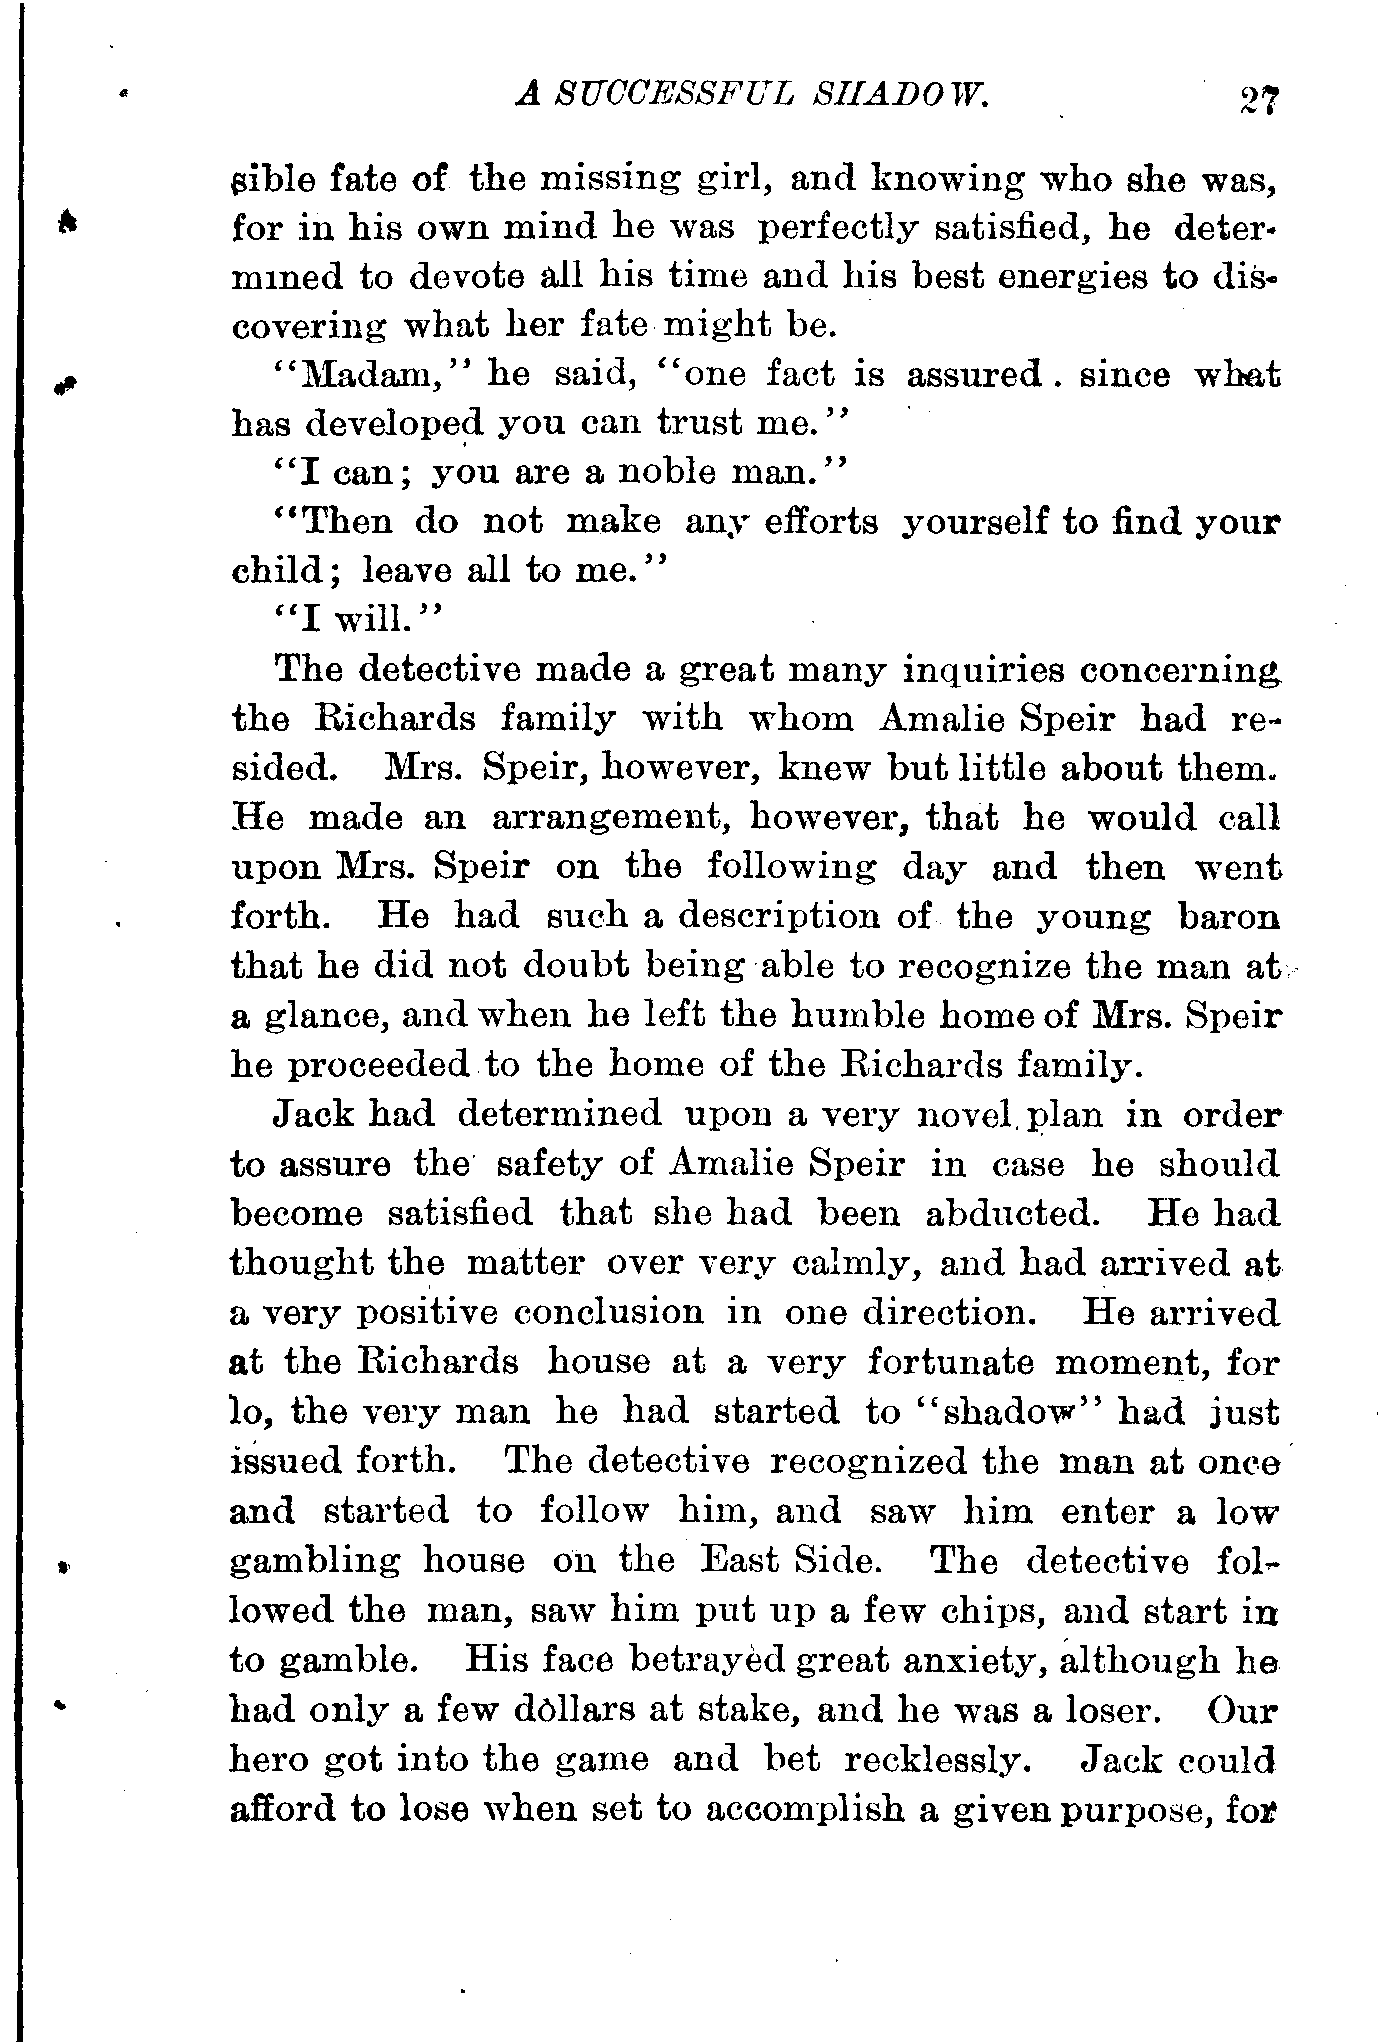 A SUCCESSFUL SHADOW. 27
sible fate of the missing girl, and knowing who she was,
for in his own mind he was perfectly satisfied, he deter-
mined to devote all his time and his best energies to dis-
covering what her fate might be.
"Madam," he said, "one fact is assured. since what
has developed you can trust me."
"I can; you are a noble man."
"Then do not make any efforts yourself to find your
child; leave all to me."
"I will."
The detective made a great many inquiries concerning
the Richards family with whom Amalie Speir had re-
sided. Mrs. Speir, however, knew but little about them.
He made an arrangement, however, that he would call
upon Mrs. Speir on the following day and then went
forth. He had such a description of the young baron
that he did not doubt being able to recognize the man at
a glance, and when he left the humble home of Mrs. Speir
he proceeded to the home of the Richards family.
Jack had determined upon a very novel plan in order
to assure the safety of Amalie Speir in case he should
become satisfied that she had been abducted. He had
thought the matter over very calmly, and had arrived at
a very positive conclusion in one direction. He arrived
at the Richards house at a very fortunate moment, for
lo, the very man he had started to "shadow" had just
issued forth. The detective recognized the man at once
and started to follow him, and saw him enter a low
gambling house on the East Side. The detective fol-
lowed the man, saw him put up a few chips, and start in
to gamble. His face betrayed great anxiety, although he
had only a few dollars at stake, and he was a loser. Our
hero got into the game and bet recklessly. Jack could
afford to lose when set to accomplish a given purpose, for